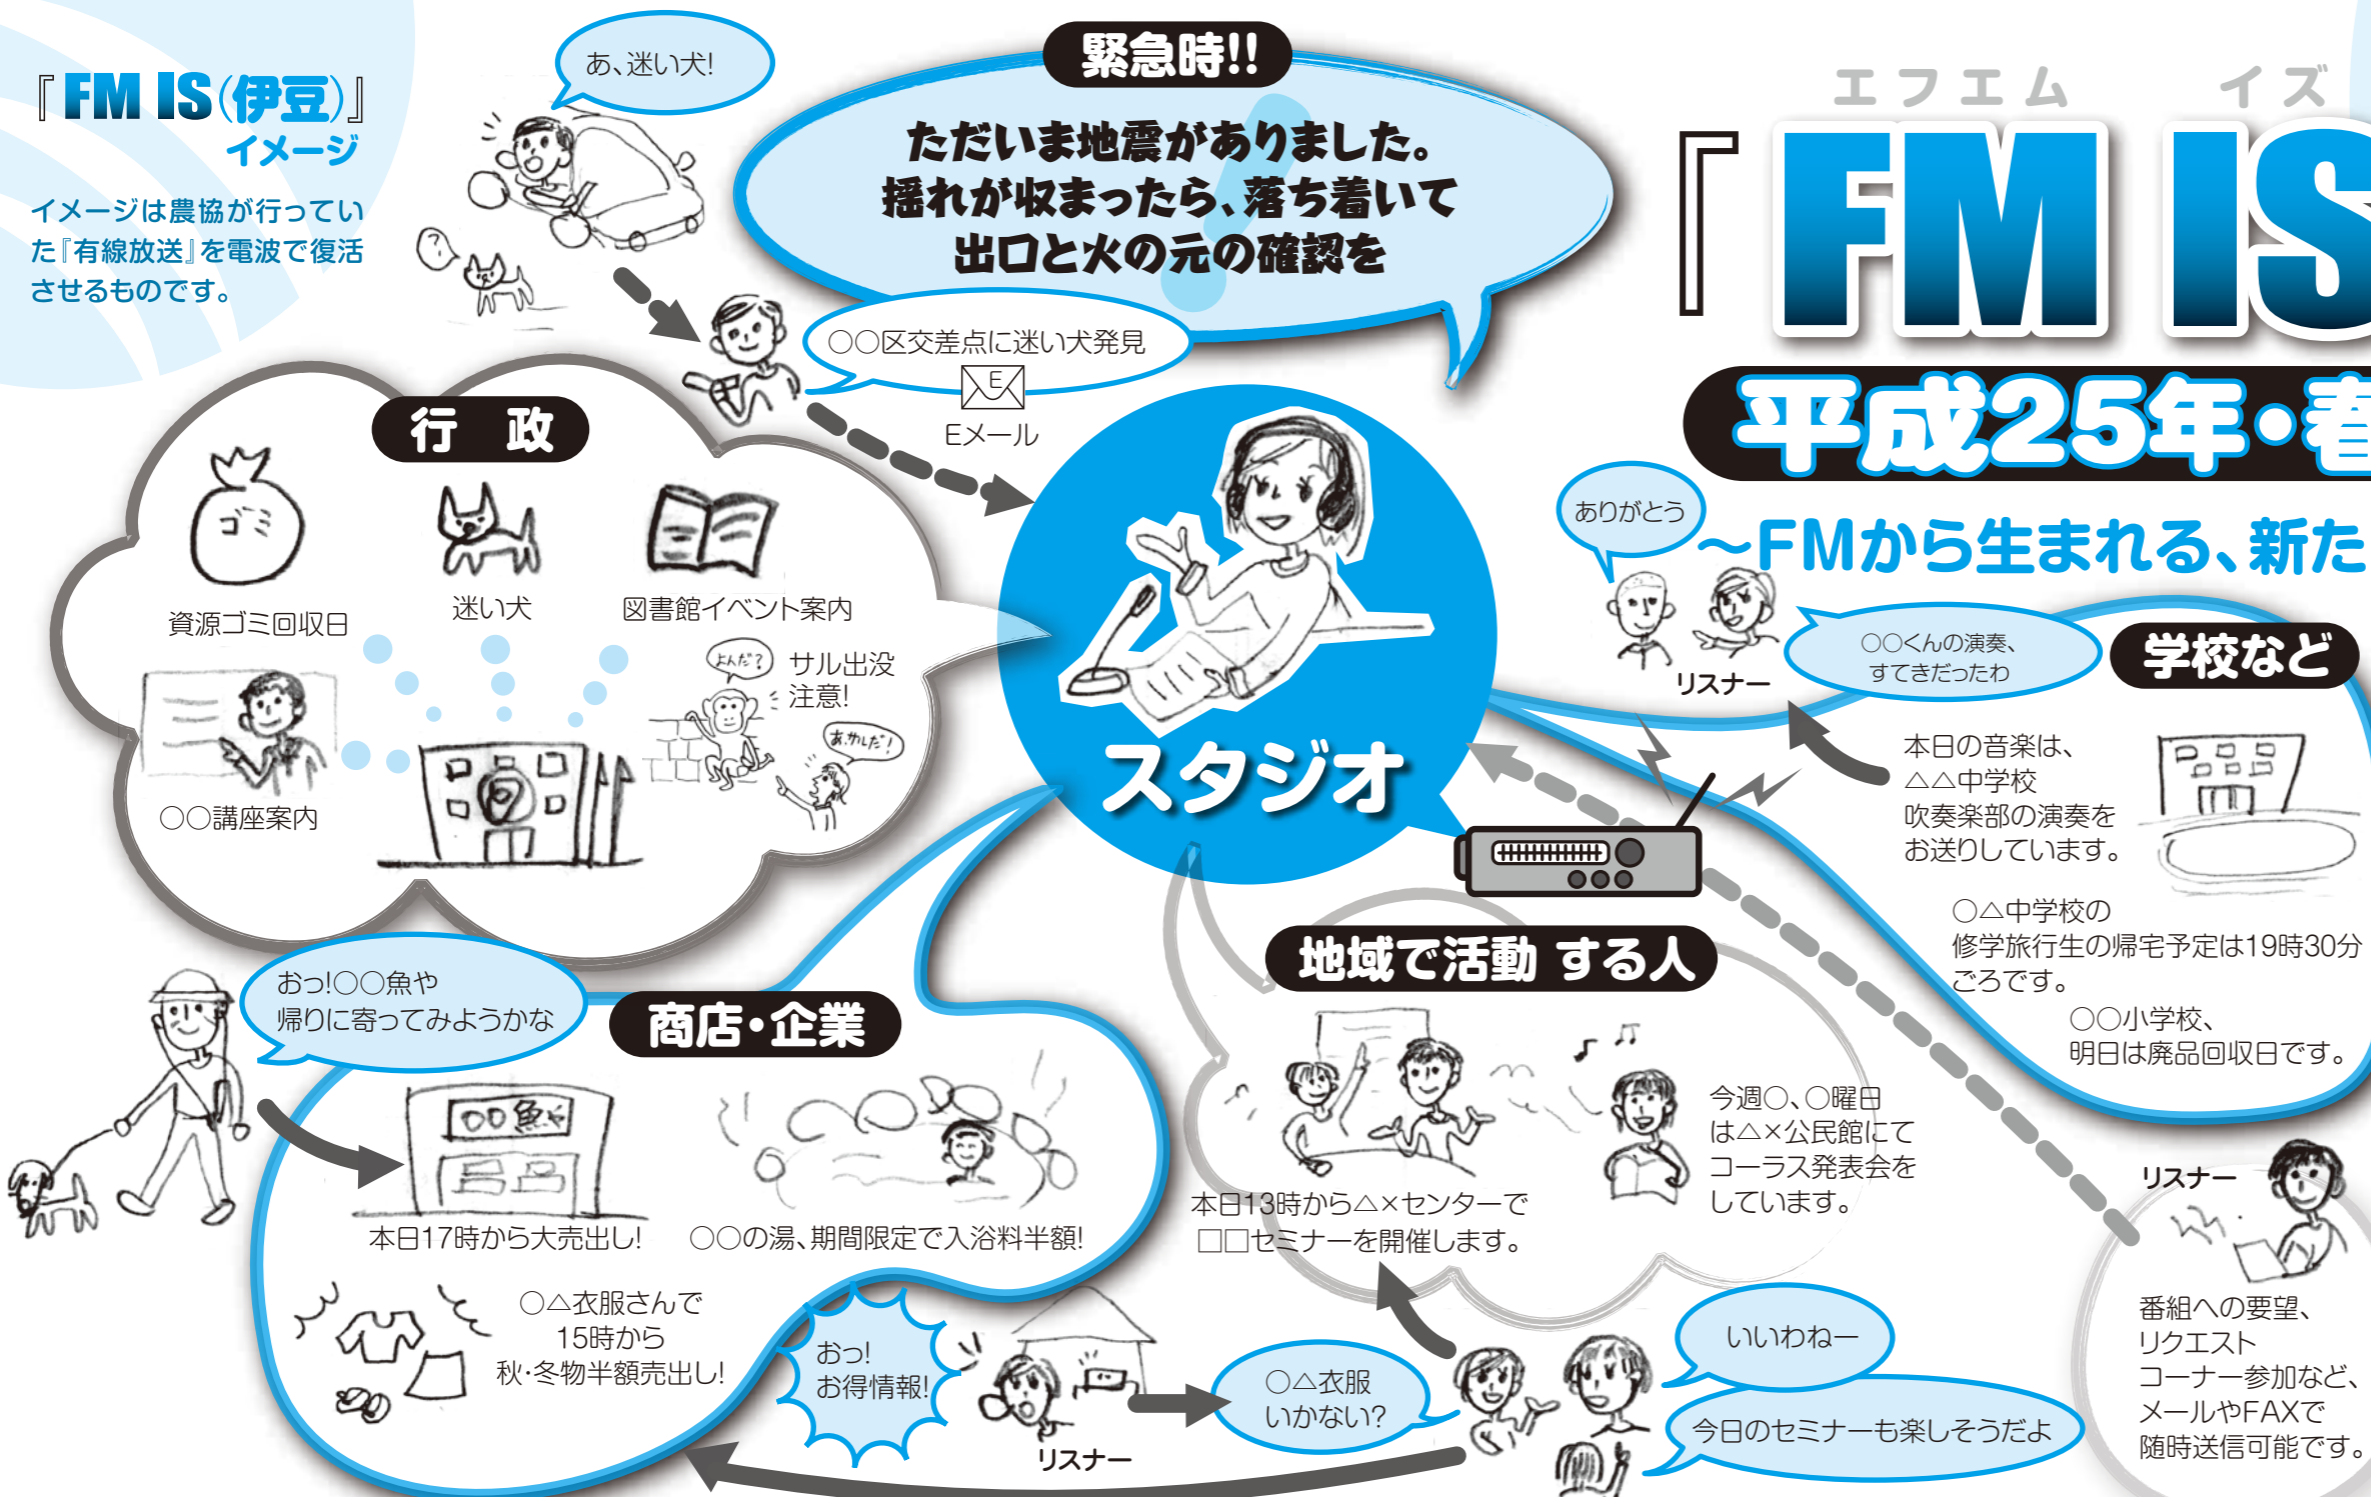 『FM IS(伊豆)』
イメージ
イメージは農協が行ってい
た『有線放送』を電波で復活
させるものです。
あ、迷い犬!
?
緊急時!!
ただいま地震がありました。
揺れが収まったら、落ち着いて
出口と火の元の確認を
○○区交差点に迷い犬発見
E
Eメール
エフエム イズ
『FM IS
平成25年・春
~FMから生まれる、新た
行 政
ゴミ
資源ゴミ回収日
迷い犬
図書館イベント案内
よんだ?
サル出没
注意!
あ、サルだ!
○○講座案内
スタジオ
ありがとう
リスナー
○○くんの演奏、
すてきだったわ
学校など
本日の音楽は、
△△中学校
吹奏楽部の演奏を
お送りしています。
○△中学校の
修学旅行生の帰宅予定は19時30分
ごろです。
○○小学校、
明日は廃品回収日です。
おっ!○○魚や
帰りに寄ってみようかな
商店・企業
○○魚や
本日17時から大売出し!
○○の湯、期間限定で入浴料半額!
○△衣服さんで
15時から
秋・冬物半額売出し!
地域で活動 する人
本日13時から△×センターで
□□セミナーを開催します。
今週○、○曜日
は△×公民館にて
コーラス発表会を
しています。
おっ!
お得情報!
リスナー
○△衣服
いかない?
いいわねー
今日のセミナーも楽しそうだよ
リスナー
番組への要望、
リクエスト
コーナー参加など、
メールやFAXで
随時送信可能です。